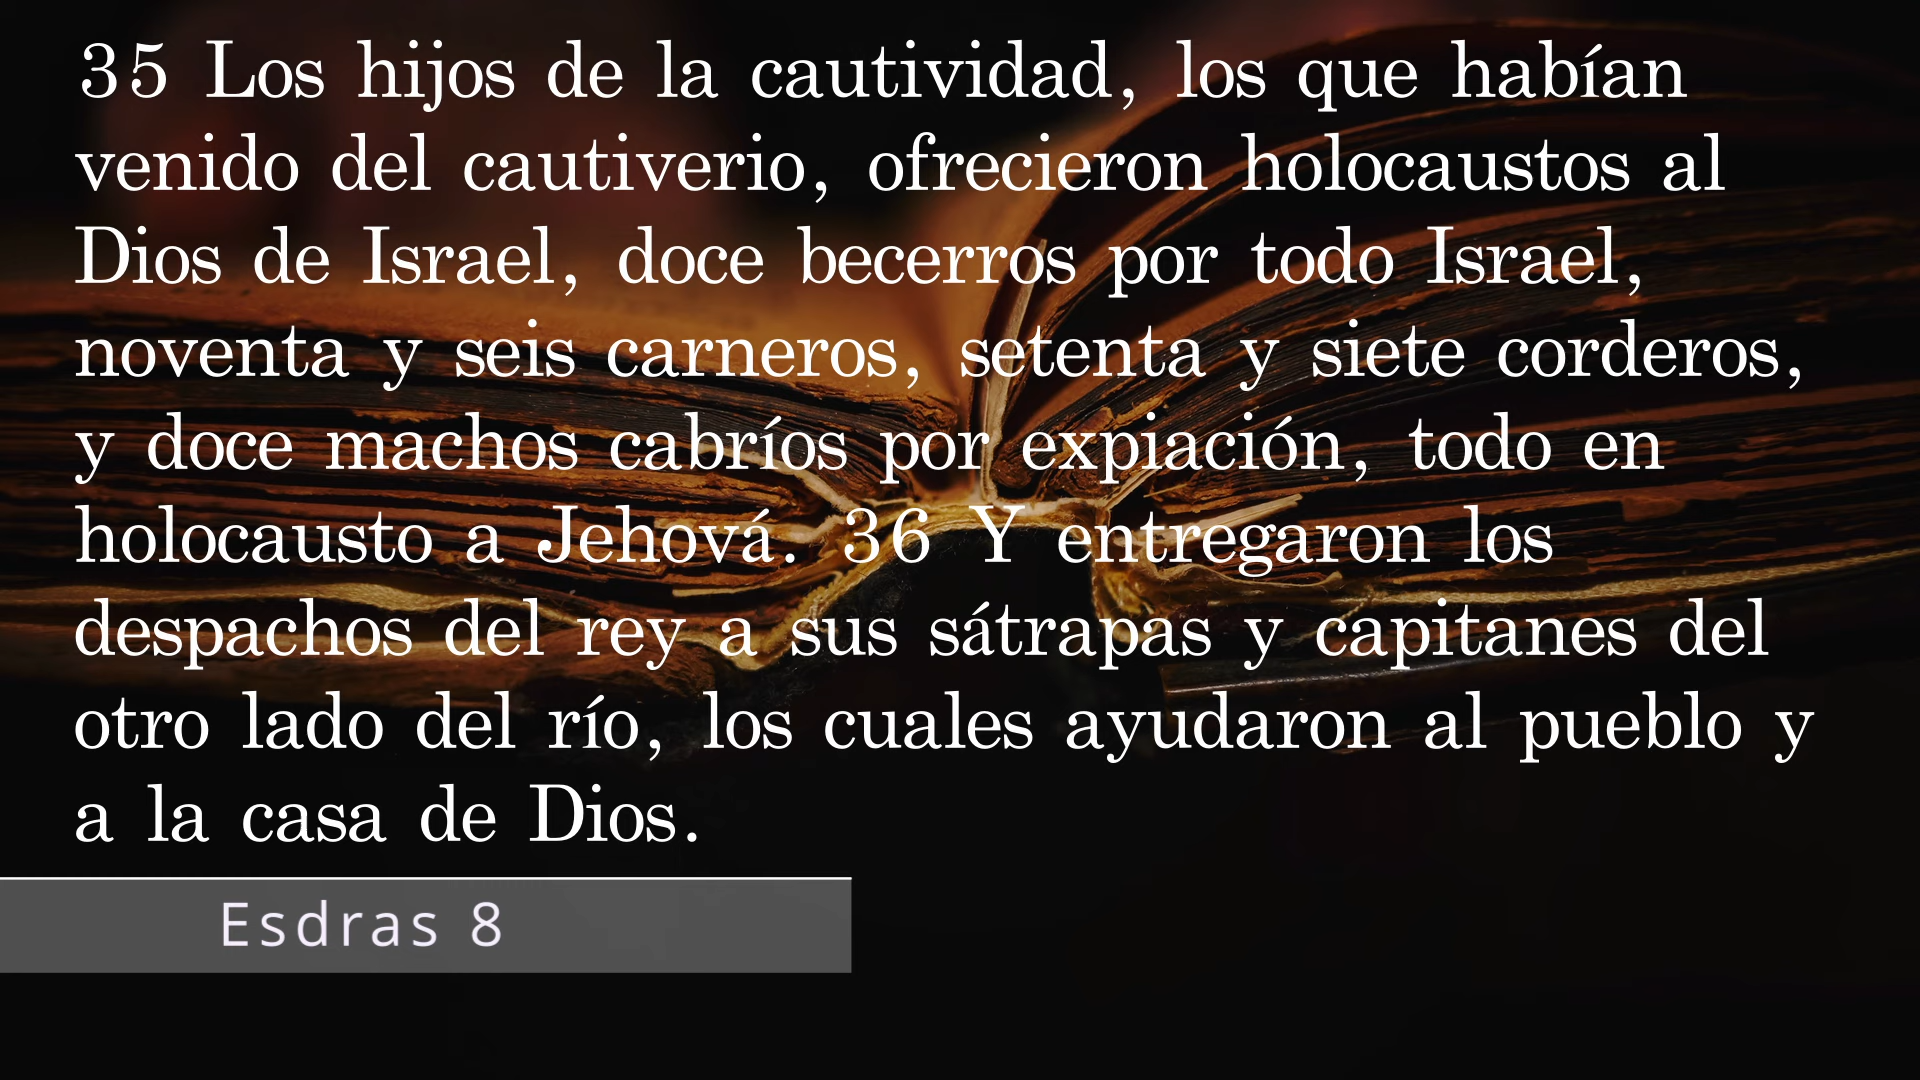 35 Los hijos de la cautividad, los que habían
venido del cautiverio, ofrecieron holocaustos al
Dios de Israel, doce becerros por todo Israel,
noventa y seis carneros, setenta y siete corderos,
y doce machos cabríos por expiación, todo en
holocausto a Jehová. 36 Y entregaron los
despachos del rey a sus sátrapas y capitanes del
otro lado del río, los cuales ayudaron al pueblo y
a la casa de Dios.
Esdras 8